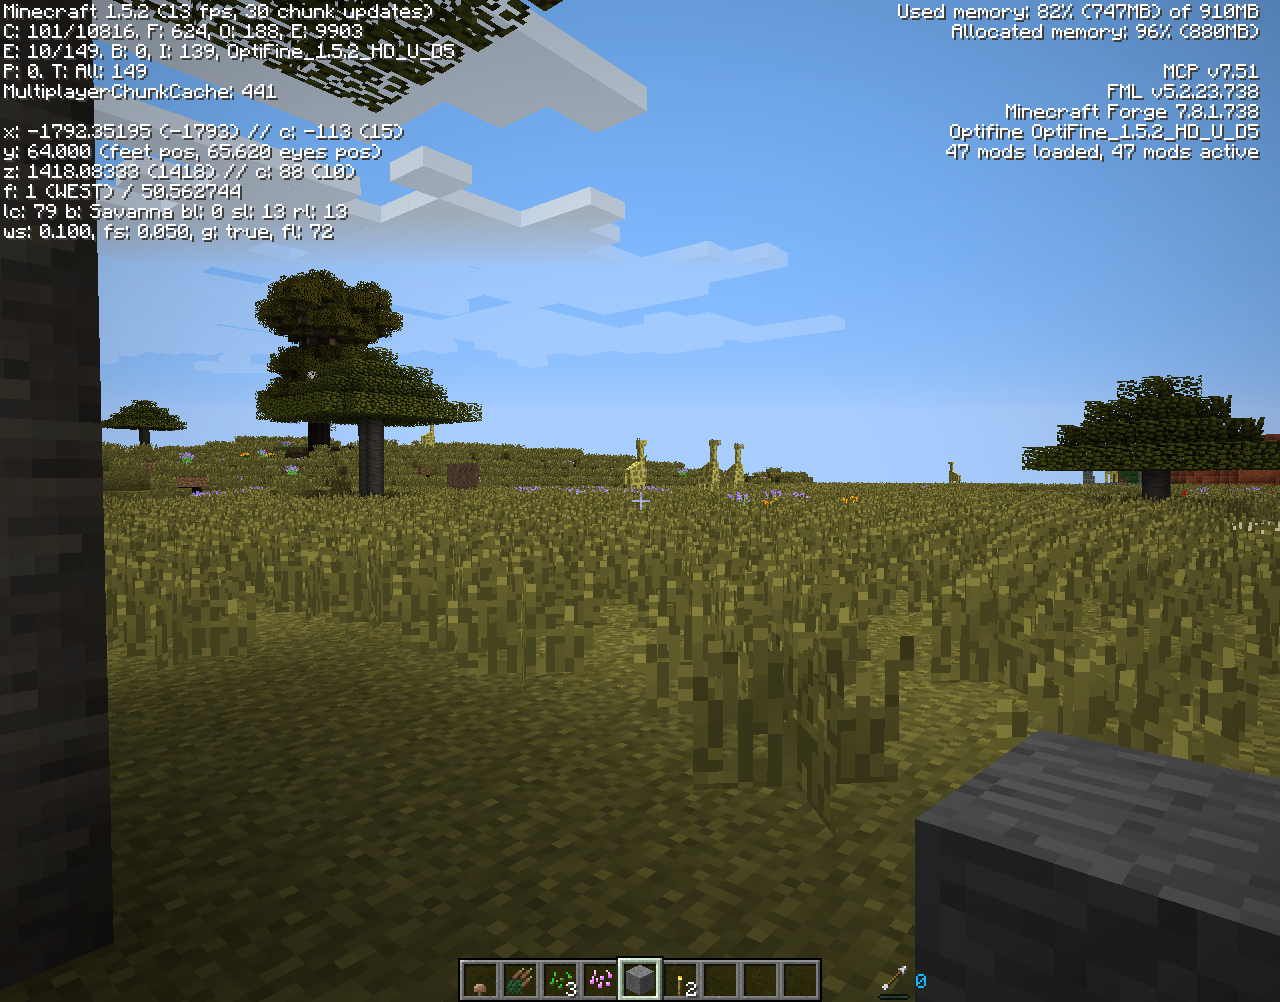 Minecraft 1.5.2 (13 fps, 30 chunk updates)
C: 101/10816. F: 624, O: 188, E: 9903
E: 10/149. B: 0, I: 139, OptiFine_1.5.2_HD_U_D5
P: 0. T: All: 149
MultiplayerChunkCache: 441
x: -1792.35195 (-1793) // c: -113 (15)
y: 64.000 (feet pos, 65.620 eyes pos)
z: 1418.08333 (1418) // c: 88 (10)
f: 1 (WEST) / 50.562744
lc: 79 b: Savanna bl: 0 sl: 13 rl: 13
ws: 0.100, fs: 0.050, g: true, fl: 72
Used memory: 82% (747MB) of 910MB
Allocated memory: 96% (880MB)
MCP v7.51
FML v5.2.23.738
Minecraft Forge 7.8.1.738
Optifine OptiFine_1.5.2_HD_U_D5
47 mods loaded, 47 mods active
3
2
0